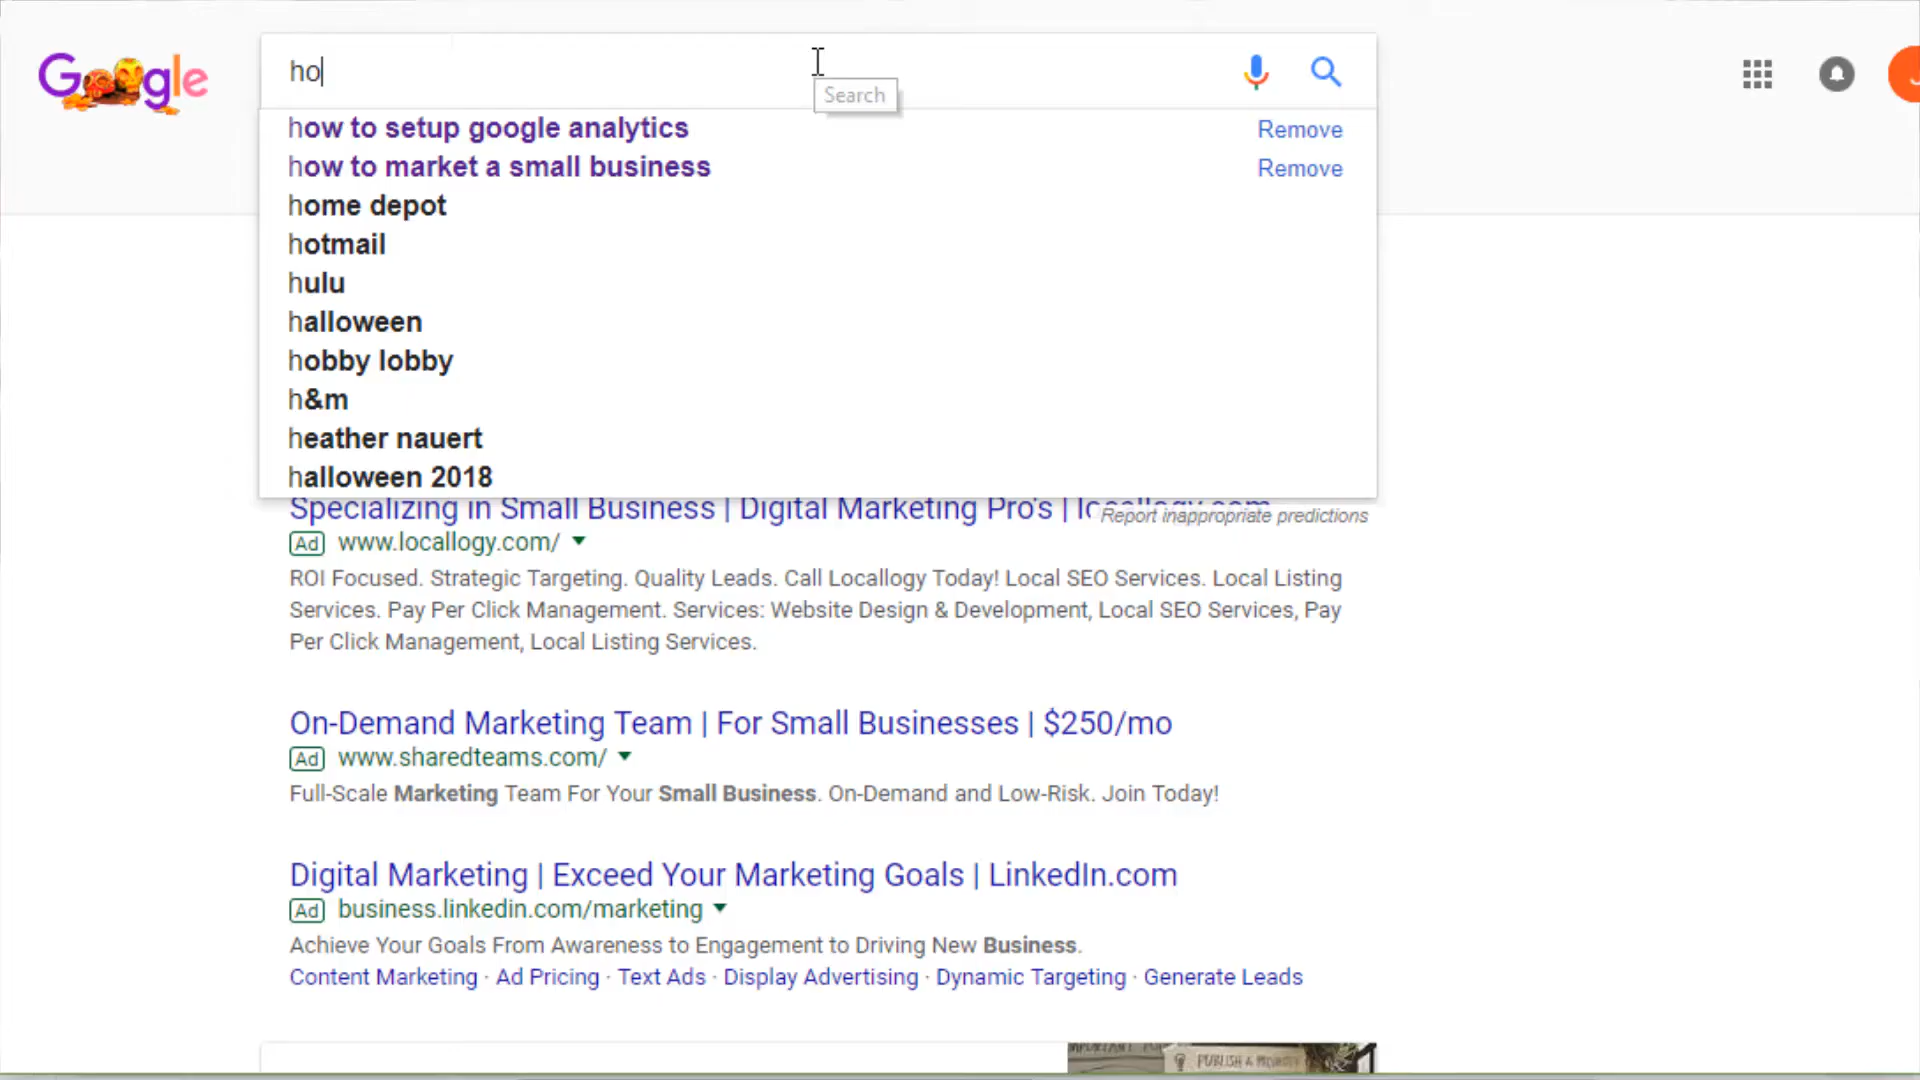 Google
ho
Search
how to setup google analytics Remove
how to market a small business Remove
home depot
hotmail
hulu
halloween
hobby lobby
h&m
heather nauert
halloween 2018
Specializing in Small Business | Digital Marketing Pro's | locallogy.com
Report inappropriate predictions
Ad www.locallogy.com/
ROI Focused. Strategic Targeting. Quality Leads. Call Locallogy Today! Local SEO Services. Local Listing
Services. Pay Per Click Management. Services: Website Design & Development, Local SEO Services, Pay
Per Click Management, Local Listing Services.
On-Demand Marketing Team | For Small Businesses | $250/mo
Ad www.sharedteams.com/
Full-Scale Marketing Team For Your Small Business. On-Demand and Low-Risk. Join Today!
Digital Marketing | Exceed Your Marketing Goals | LinkedIn.com
Ad business.linkedin.com/marketing
Achieve Your Goals From Awareness to Engagement to Driving New Business.
Content Marketing · Ad Pricing · Text Ads · Display Advertising · Dynamic Targeting · Generate Leads
PUBLISH A